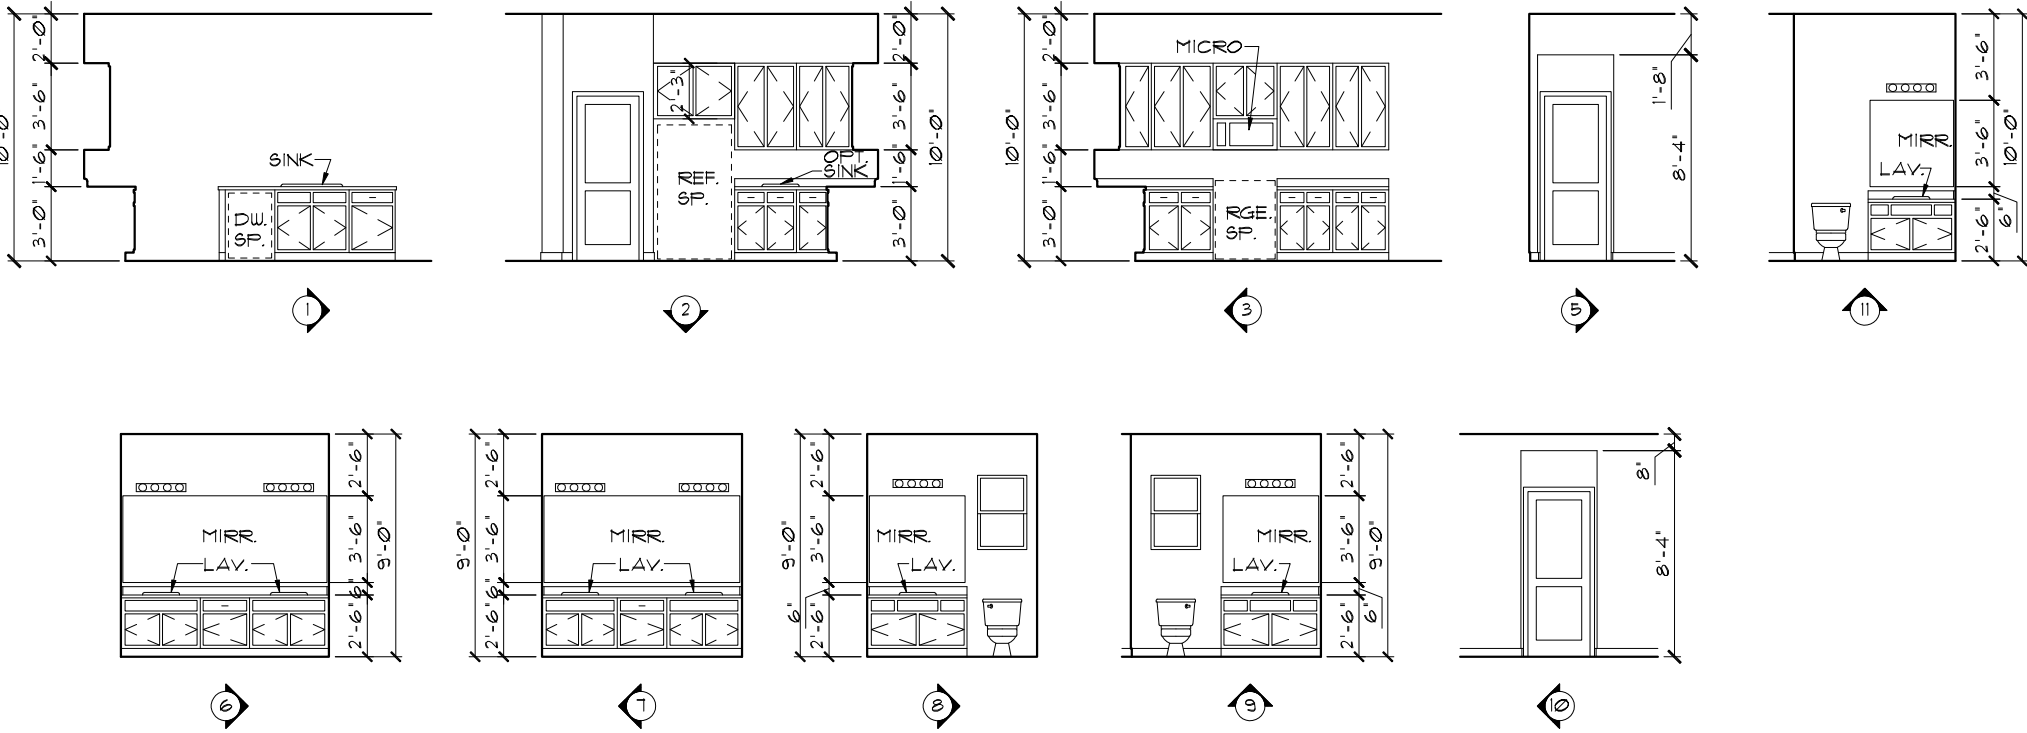 10'-0"
2'-0"
3'-6"
1'-6"
3'-0"
SINK
DW.
SP.
1
2'-3"
REF.
SP.
OPT.
SINK
2'-0"
3'-6"
1'-6"
3'-0"
10'-0"
2
10'-0"
2'-0"
3'-6"
1'-6"
3'-0"
MICRO
RGE.
SP.
3
1'-8"
8'-4"
5
MIRR.
LAV.
3'-6"
3'-6"
6"
2'-6"
10'-0"
11
MIRR.
LAV.
2'-6"
3'-6"
6"
2'-6"
9'-0"
6
9'-0"
2'-6"
3'-6"
6"
2'-6"
MIRR.
LAV.
7
9'-0"
2'-6"
3'-6"
6"
2'-6"
MIRR.
LAV.
8
MIRR.
LAV.
2'-6"
3'-6"
6"
2'-6"
9'-0"
9
8"
8'-4"
10